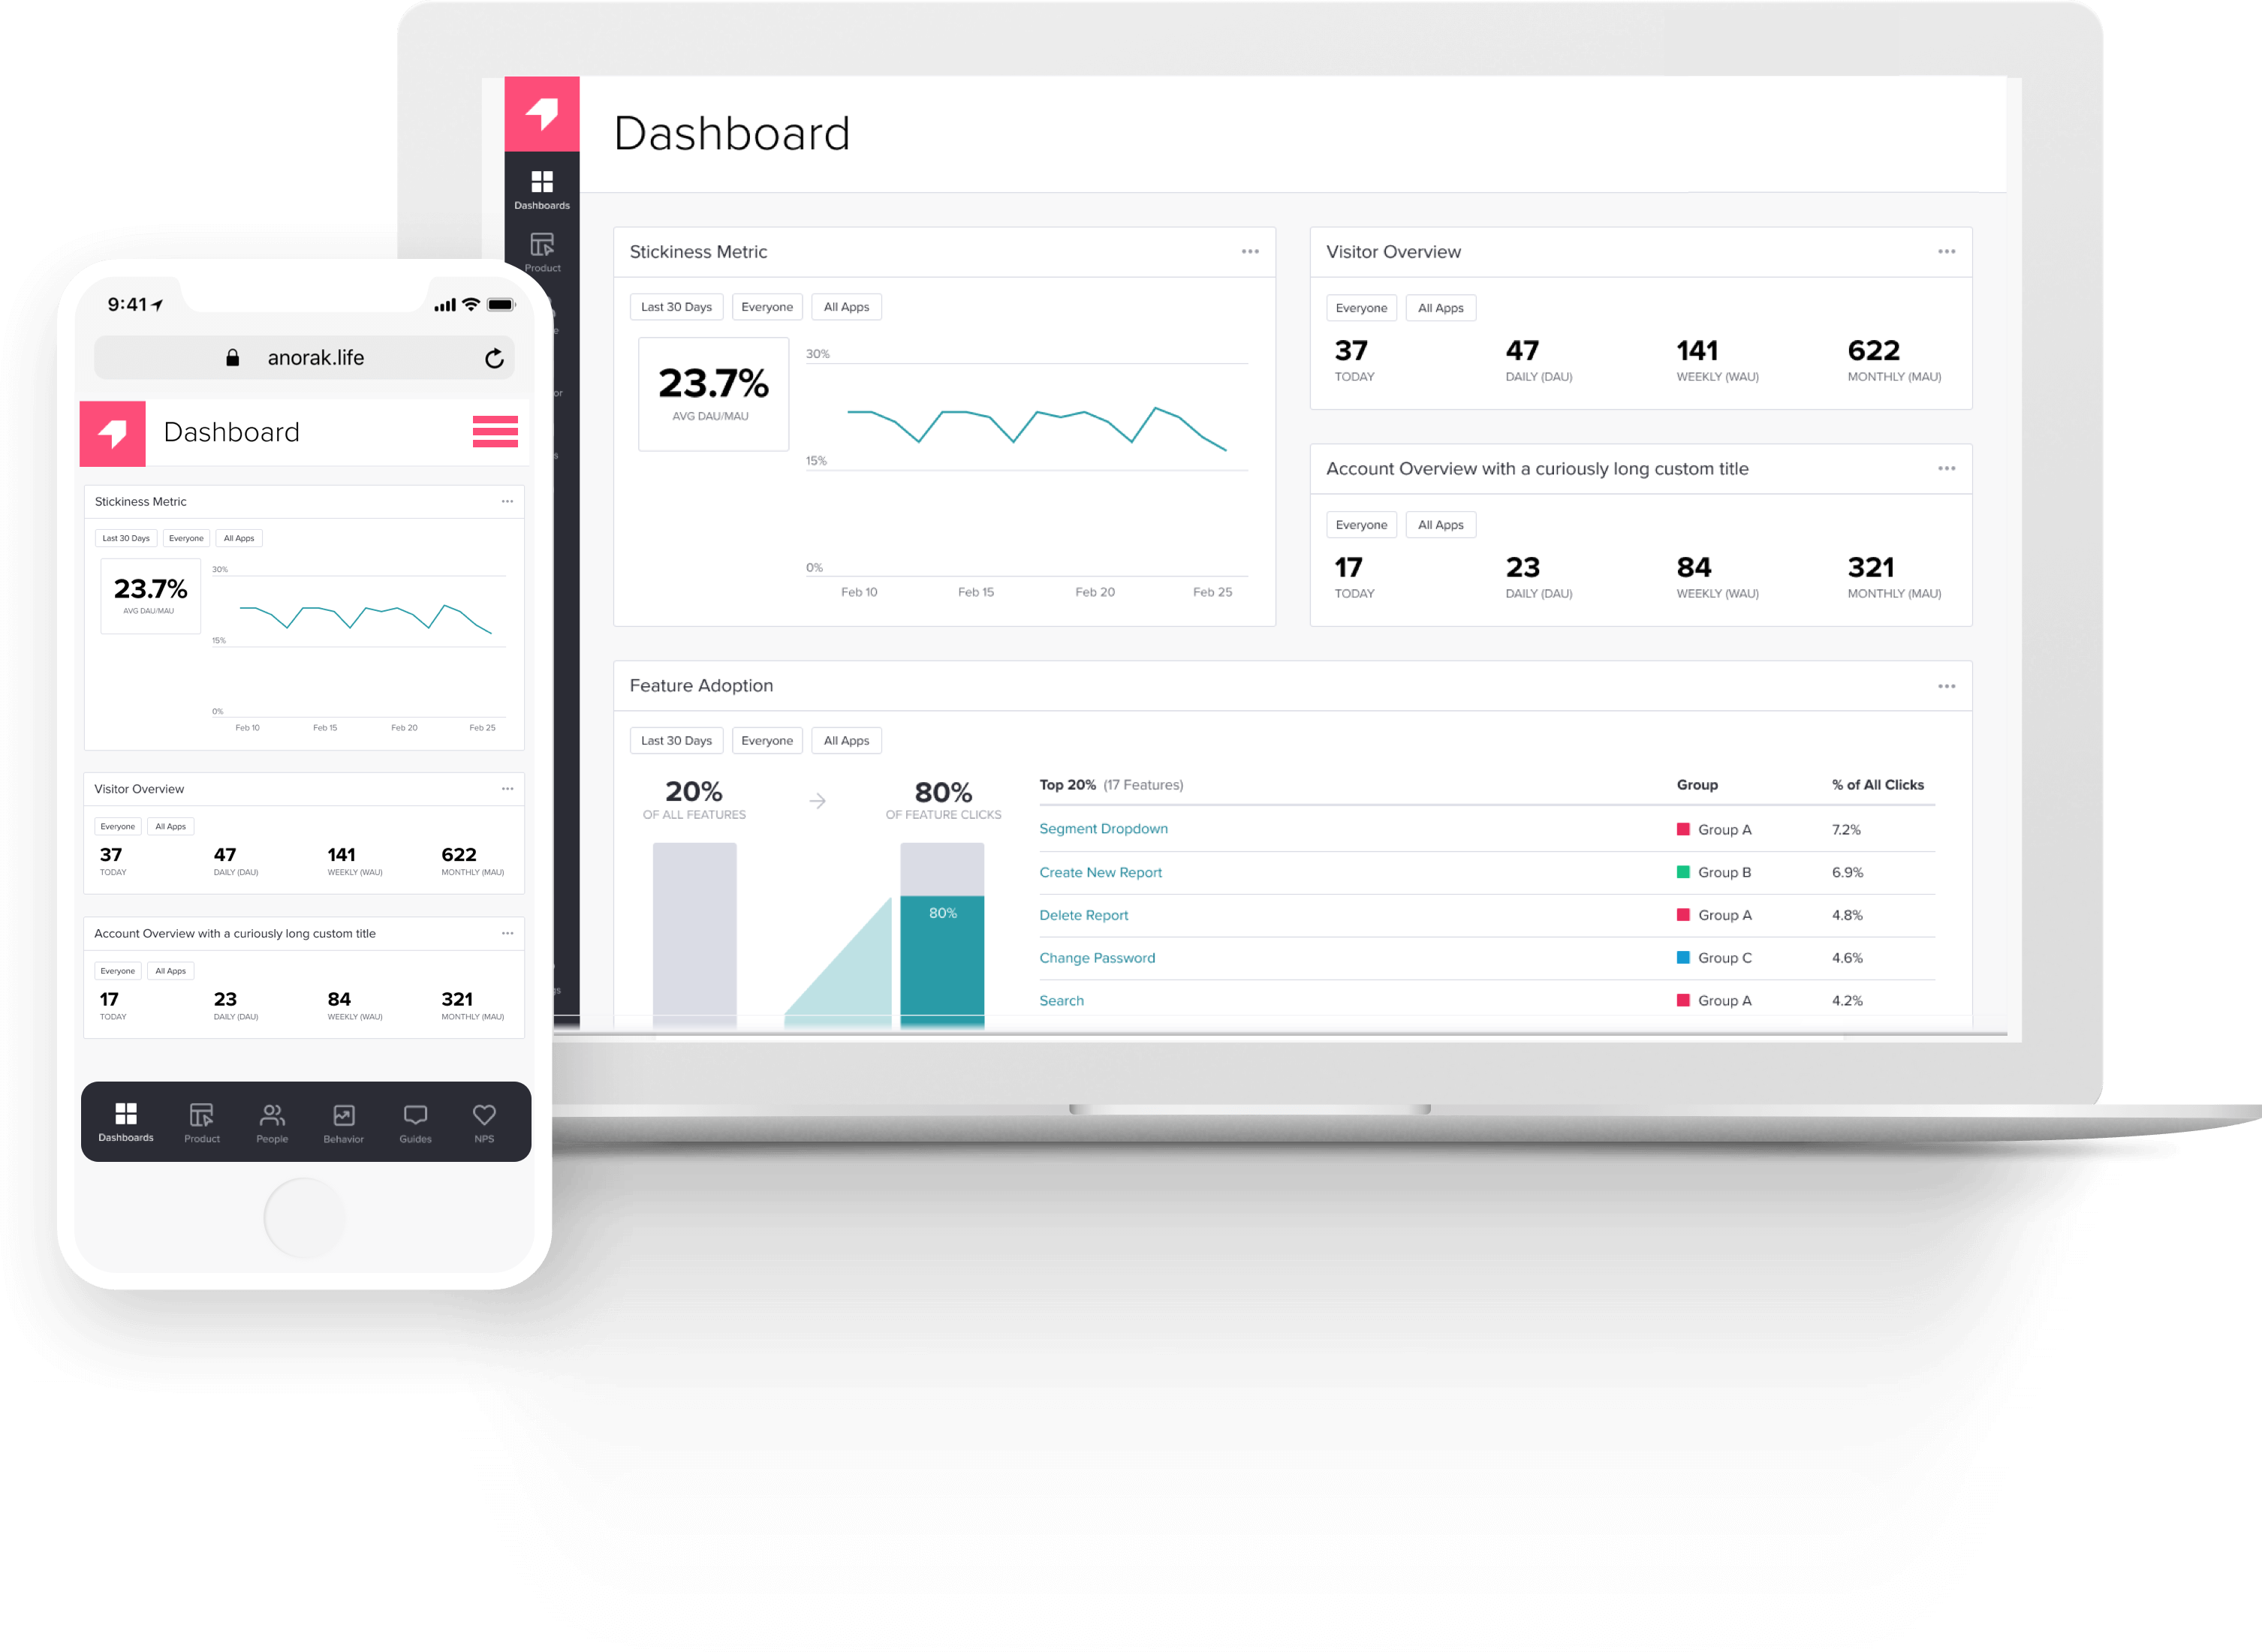 Dashboard
Dashboards
Product
Stickiness Metric
Last 30 Days Everyone All Apps
23.7%
AVG DAU/MAU
30%
15%
0%
Feb 10 Feb 15 Feb 20 Feb 25
Visitor Overview
Everyone All Apps
37 47 141 622
TODAY DAILY (DAU) WEEKLY (WAU) MONTHLY (MAU)
Account Overview with a curiously long custom title
Everyone All Apps
17 23 84 321
TODAY DAILY (DAU) WEEKLY (WAU) MONTHLY (MAU)
Feature Adoption
Last 30 Days Everyone All Apps
20% 80%
OF ALL FEATURES OF FEATURE CLICKS
80%
Top 20% (17 Features) Group % of All Clicks
Segment Dropdown Group A 7.2%
Create New Report Group B 6.9%
Delete Report Group A 4.8%
Change Password Group C 4.6%
Search Group A 4.2%
9:41
anorak.life
Dashboard
Stickiness Metric
Last 30 Days Everyone All Apps
23.7%
AVG DAU/MAU
30%
15%
0%
Feb 10 Feb 15 Feb 20 Feb 25
Visitor Overview
Everyone All Apps
37 47 141 622
TODAY DAILY (DAU) WEEKLY (WAU) MONTHLY (MAU)
Account Overview with a curiously long custom title
Everyone All Apps
17 23 84 321
TODAY DAILY (DAU) WEEKLY (WAU) MONTHLY (MAU)
Dashboards Product People Behavior Guides NPS